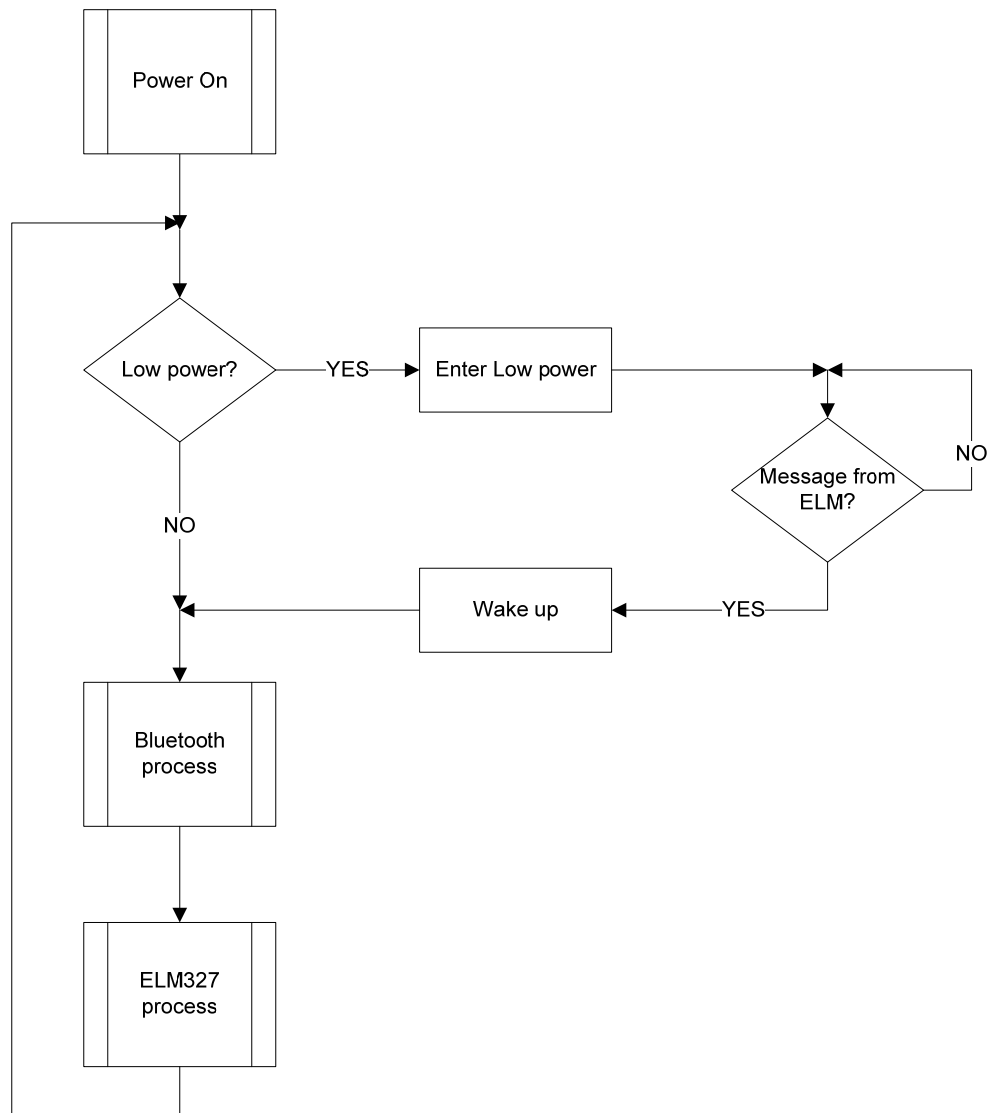 Power On
Low power?
YES
Enter Low power
NO
Message from
ELM?
NO
Wake up
YES
Bluetooth
process
ELM327
process